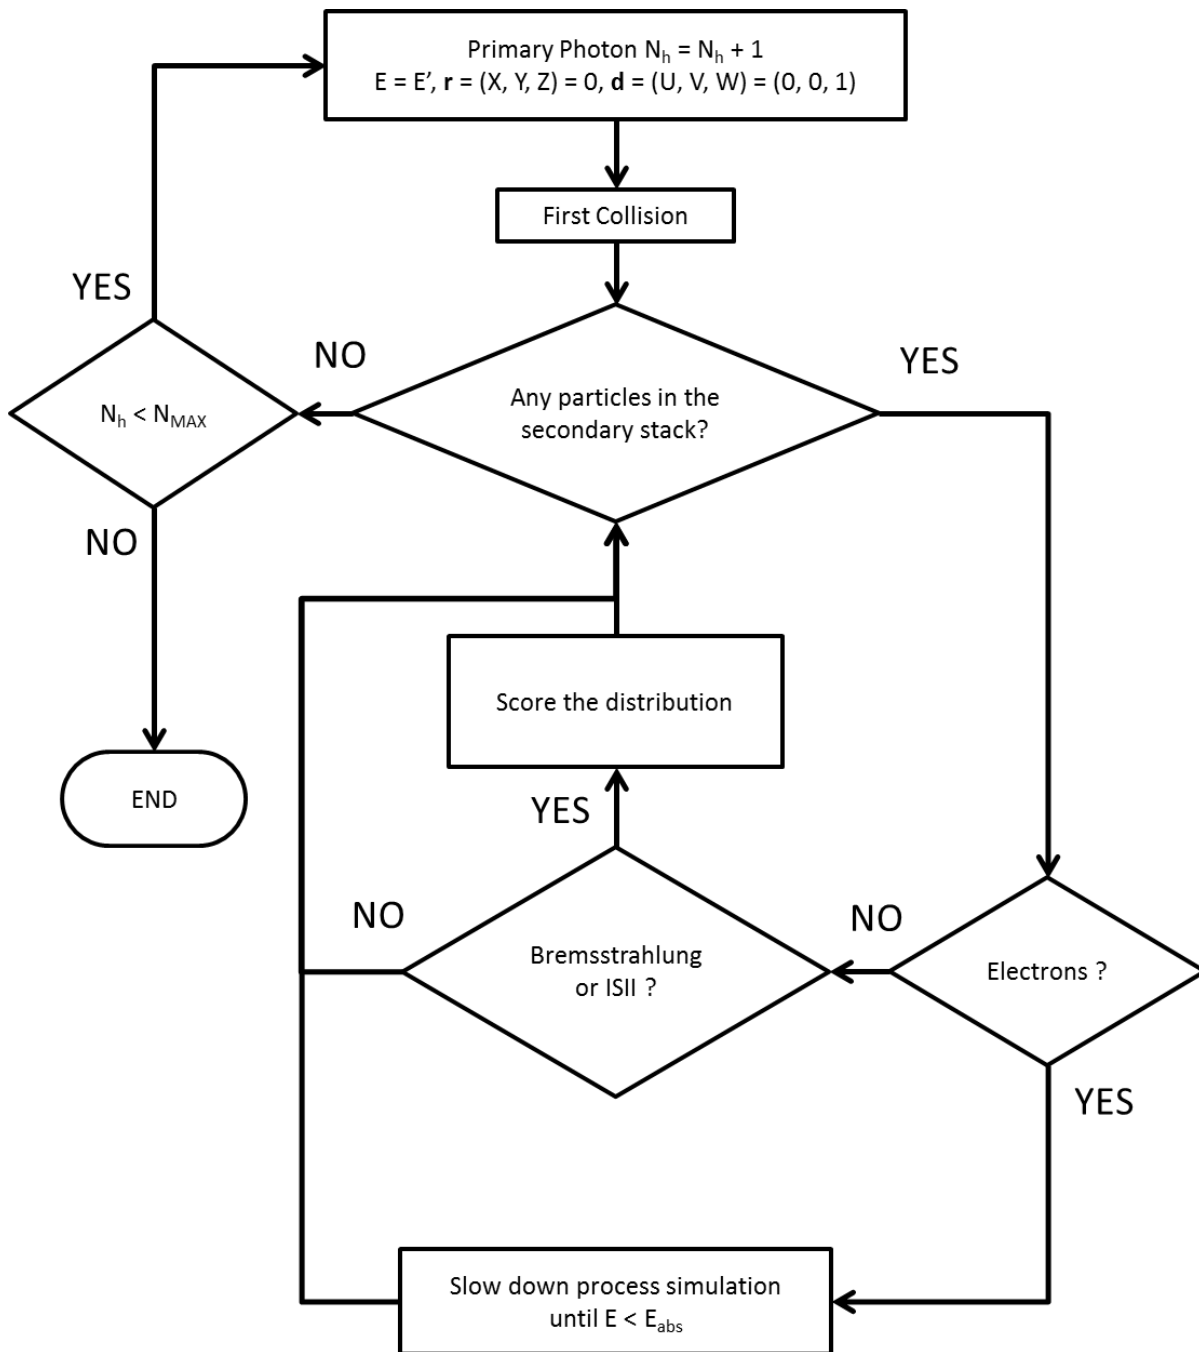 Primary Photon Nₕ = Nₕ + 1
E = E’, r = (X, Y, Z) = 0, d = (U, V, W) = (0, 0, 1)
First Collision
YES
NO
YES
Any particles in the
secondary stack?
Nₕ < N_MAX
NO
Score the distribution
END
YES
NO
NO
Bremsstrahlung
or ISII ?
Electrons ?
YES
Slow down process simulation
until E < E_abs